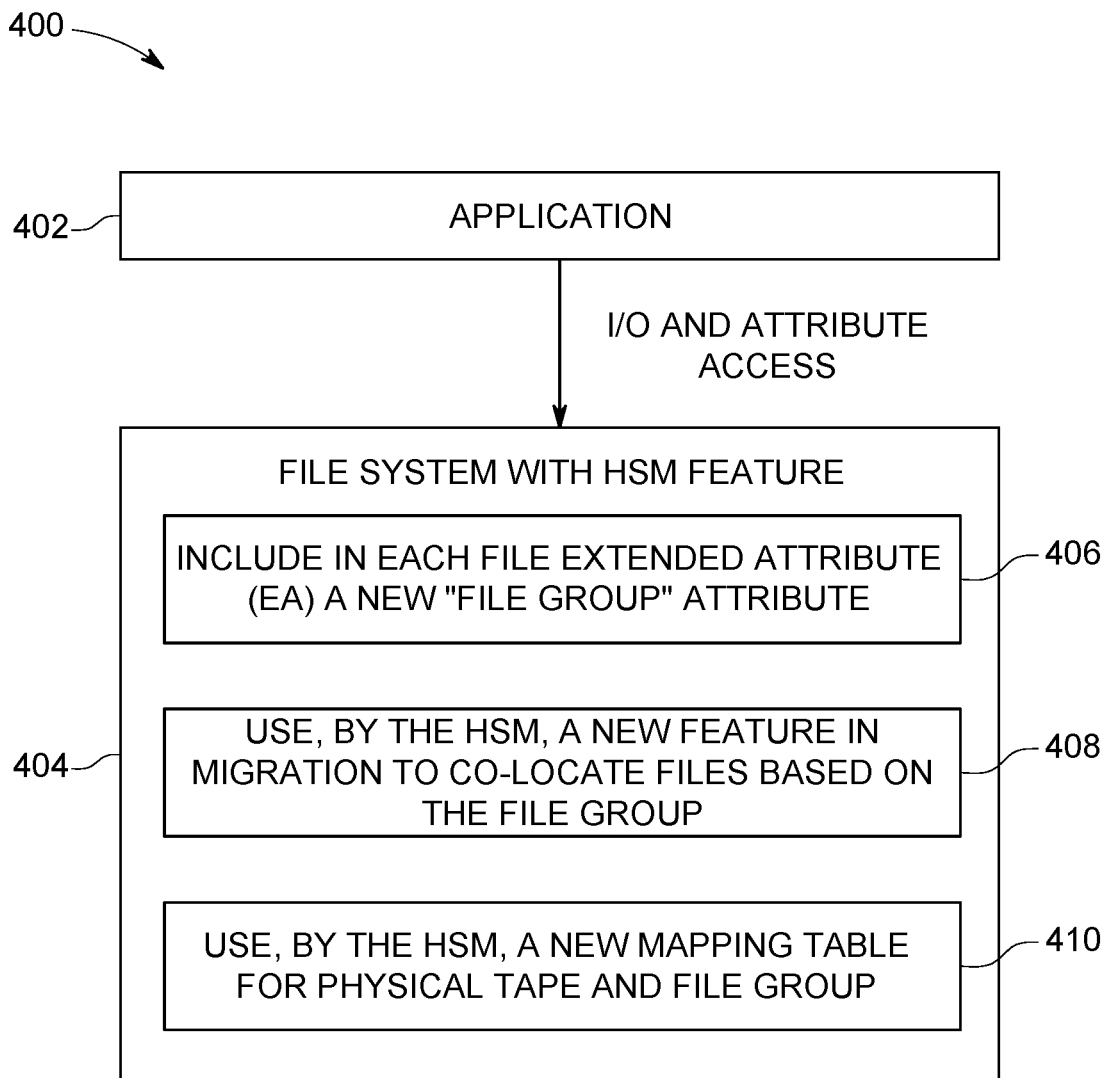 400
402
APPLICATION
I/O AND ATTRIBUTE
ACCESS
404
FILE SYSTEM WITH HSM FEATURE
INCLUDE IN EACH FILE EXTENDED ATTRIBUTE
(EA) A NEW "FILE GROUP" ATTRIBUTE
406
USE, BY THE HSM, A NEW FEATURE IN
MIGRATION TO CO-LOCATE FILES BASED ON
THE FILE GROUP
408
USE, BY THE HSM, A NEW MAPPING TABLE
FOR PHYSICAL TAPE AND FILE GROUP
410